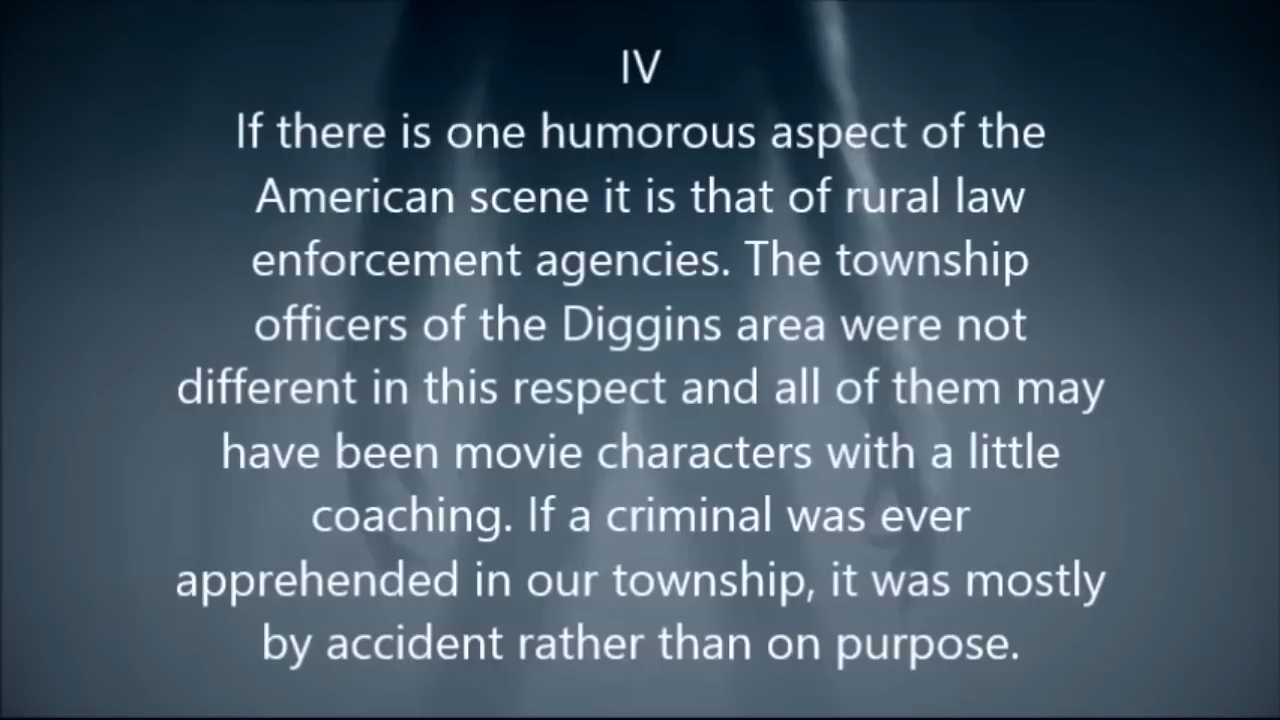 IV
If there is one humorous aspect of the
American scene it is that of rural law
enforcement agencies. The township
officers of the Diggins area were not
different in this respect and all of them may
have been movie characters with a little
coaching. If a criminal was ever
apprehended in our township, it was mostly
by accident rather than on purpose.